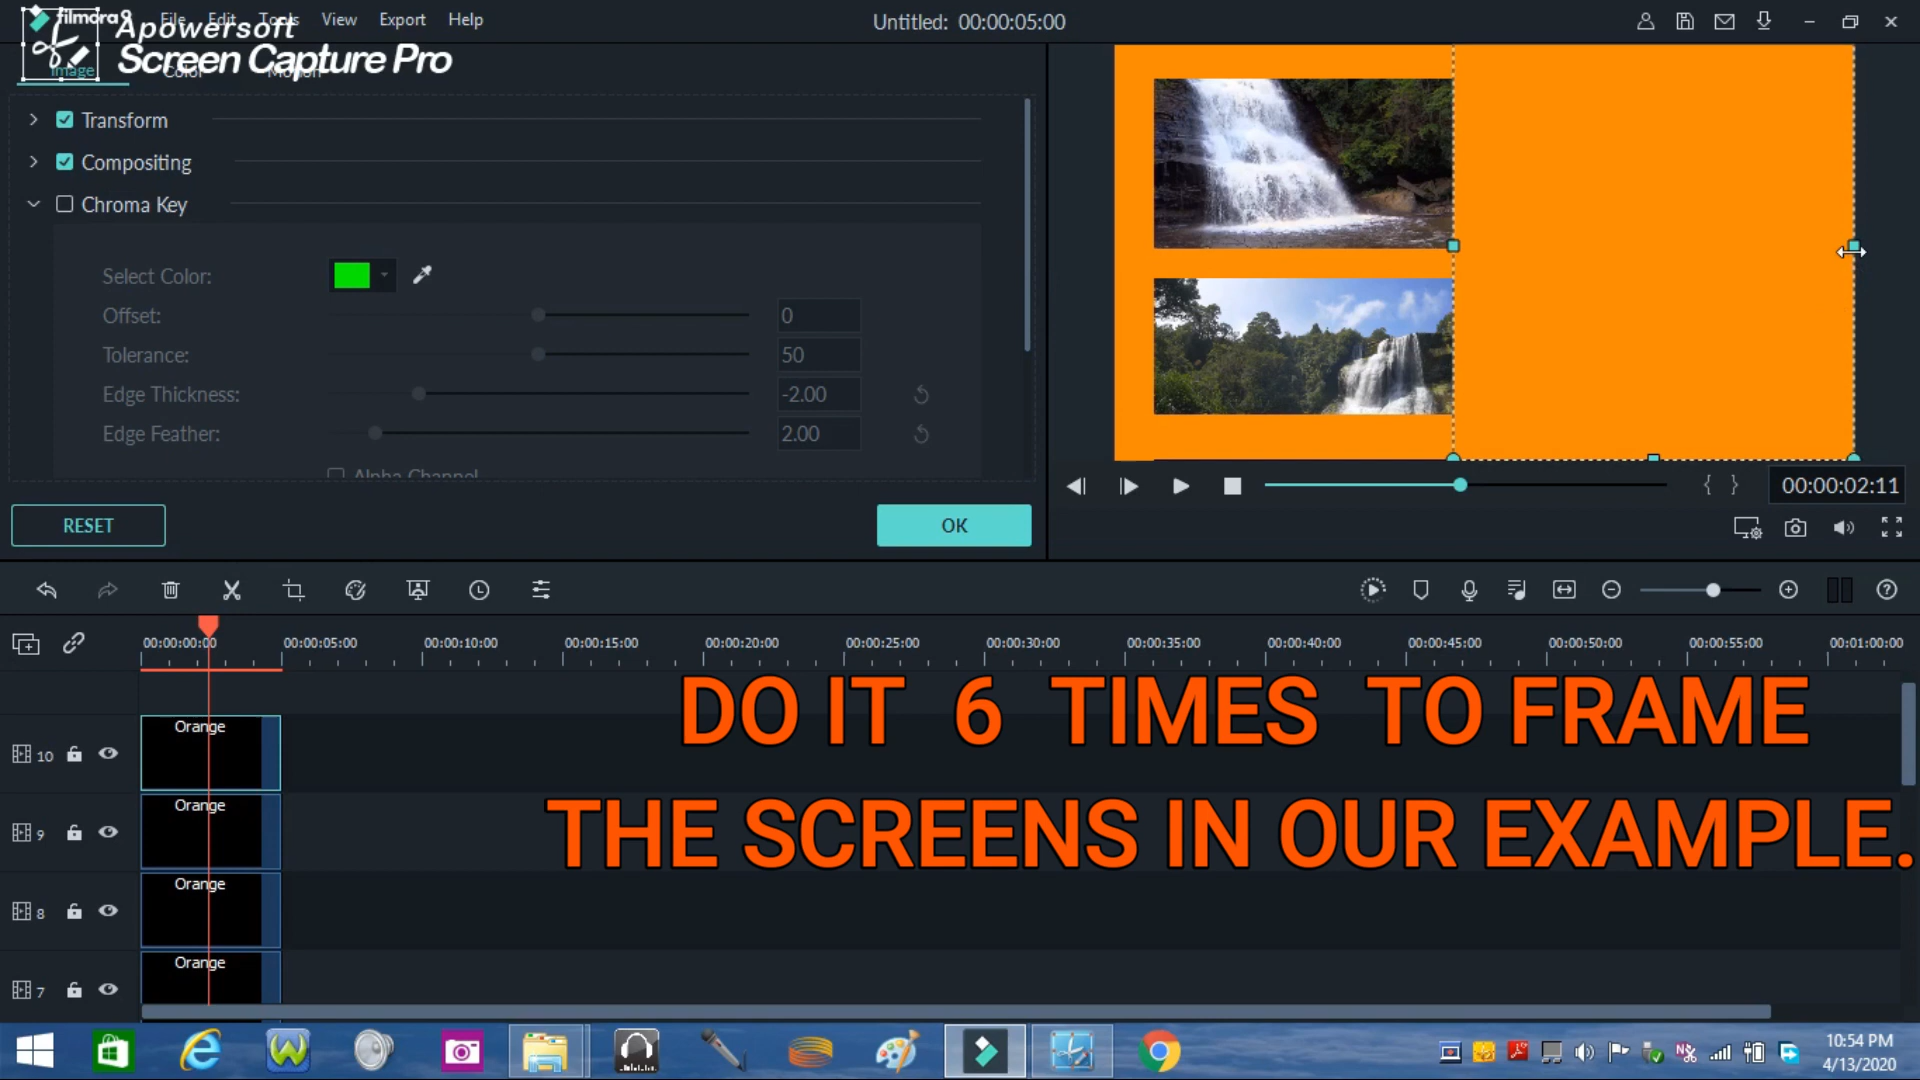 filmora9 File Edit Tools View Export Help Untitled: 00:00:05:00
Apowersoft
Screen Capture Pro
Image Color Motion
Transform
Compositing
Chroma Key
Select Color:
Offset: 0
Tolerance: 50
Edge Thickness: -2.00
Edge Feather: 2.00
Alpha Channel
RESET OK
{ } 00:00:02:11
00:00:00:00 00:00:05:00 00:00:10:00 00:00:15:00 00:00:20:00 00:00:25:00 00:00:30:00 00:00:35:00 00:00:40:00 00:00:45:00 00:00:50:00 00:00:55:00 00:01:00:00
DO IT 6 TIMES TO FRAME
THE SCREENS IN OUR EXAMPLE.
Orange
10
Orange
9
Orange
8
Orange
7
10:54 PM
4/13/2020